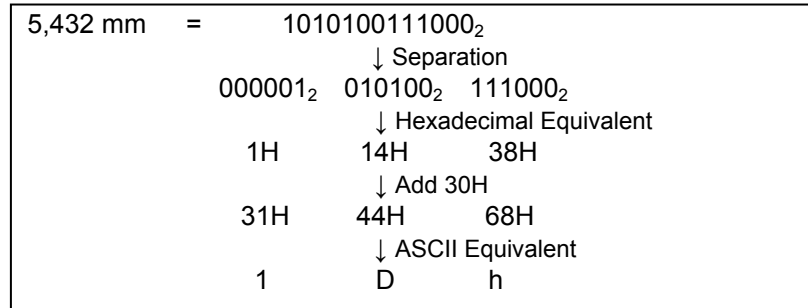 5,432 mm = 1010100111000₂
↓ Separation
000001₂ 010100₂ 111000₂
↓ Hexadecimal Equivalent
1H 14H 38H
↓ Add 30H
31H 44H 68H
↓ ASCII Equivalent
1 D h